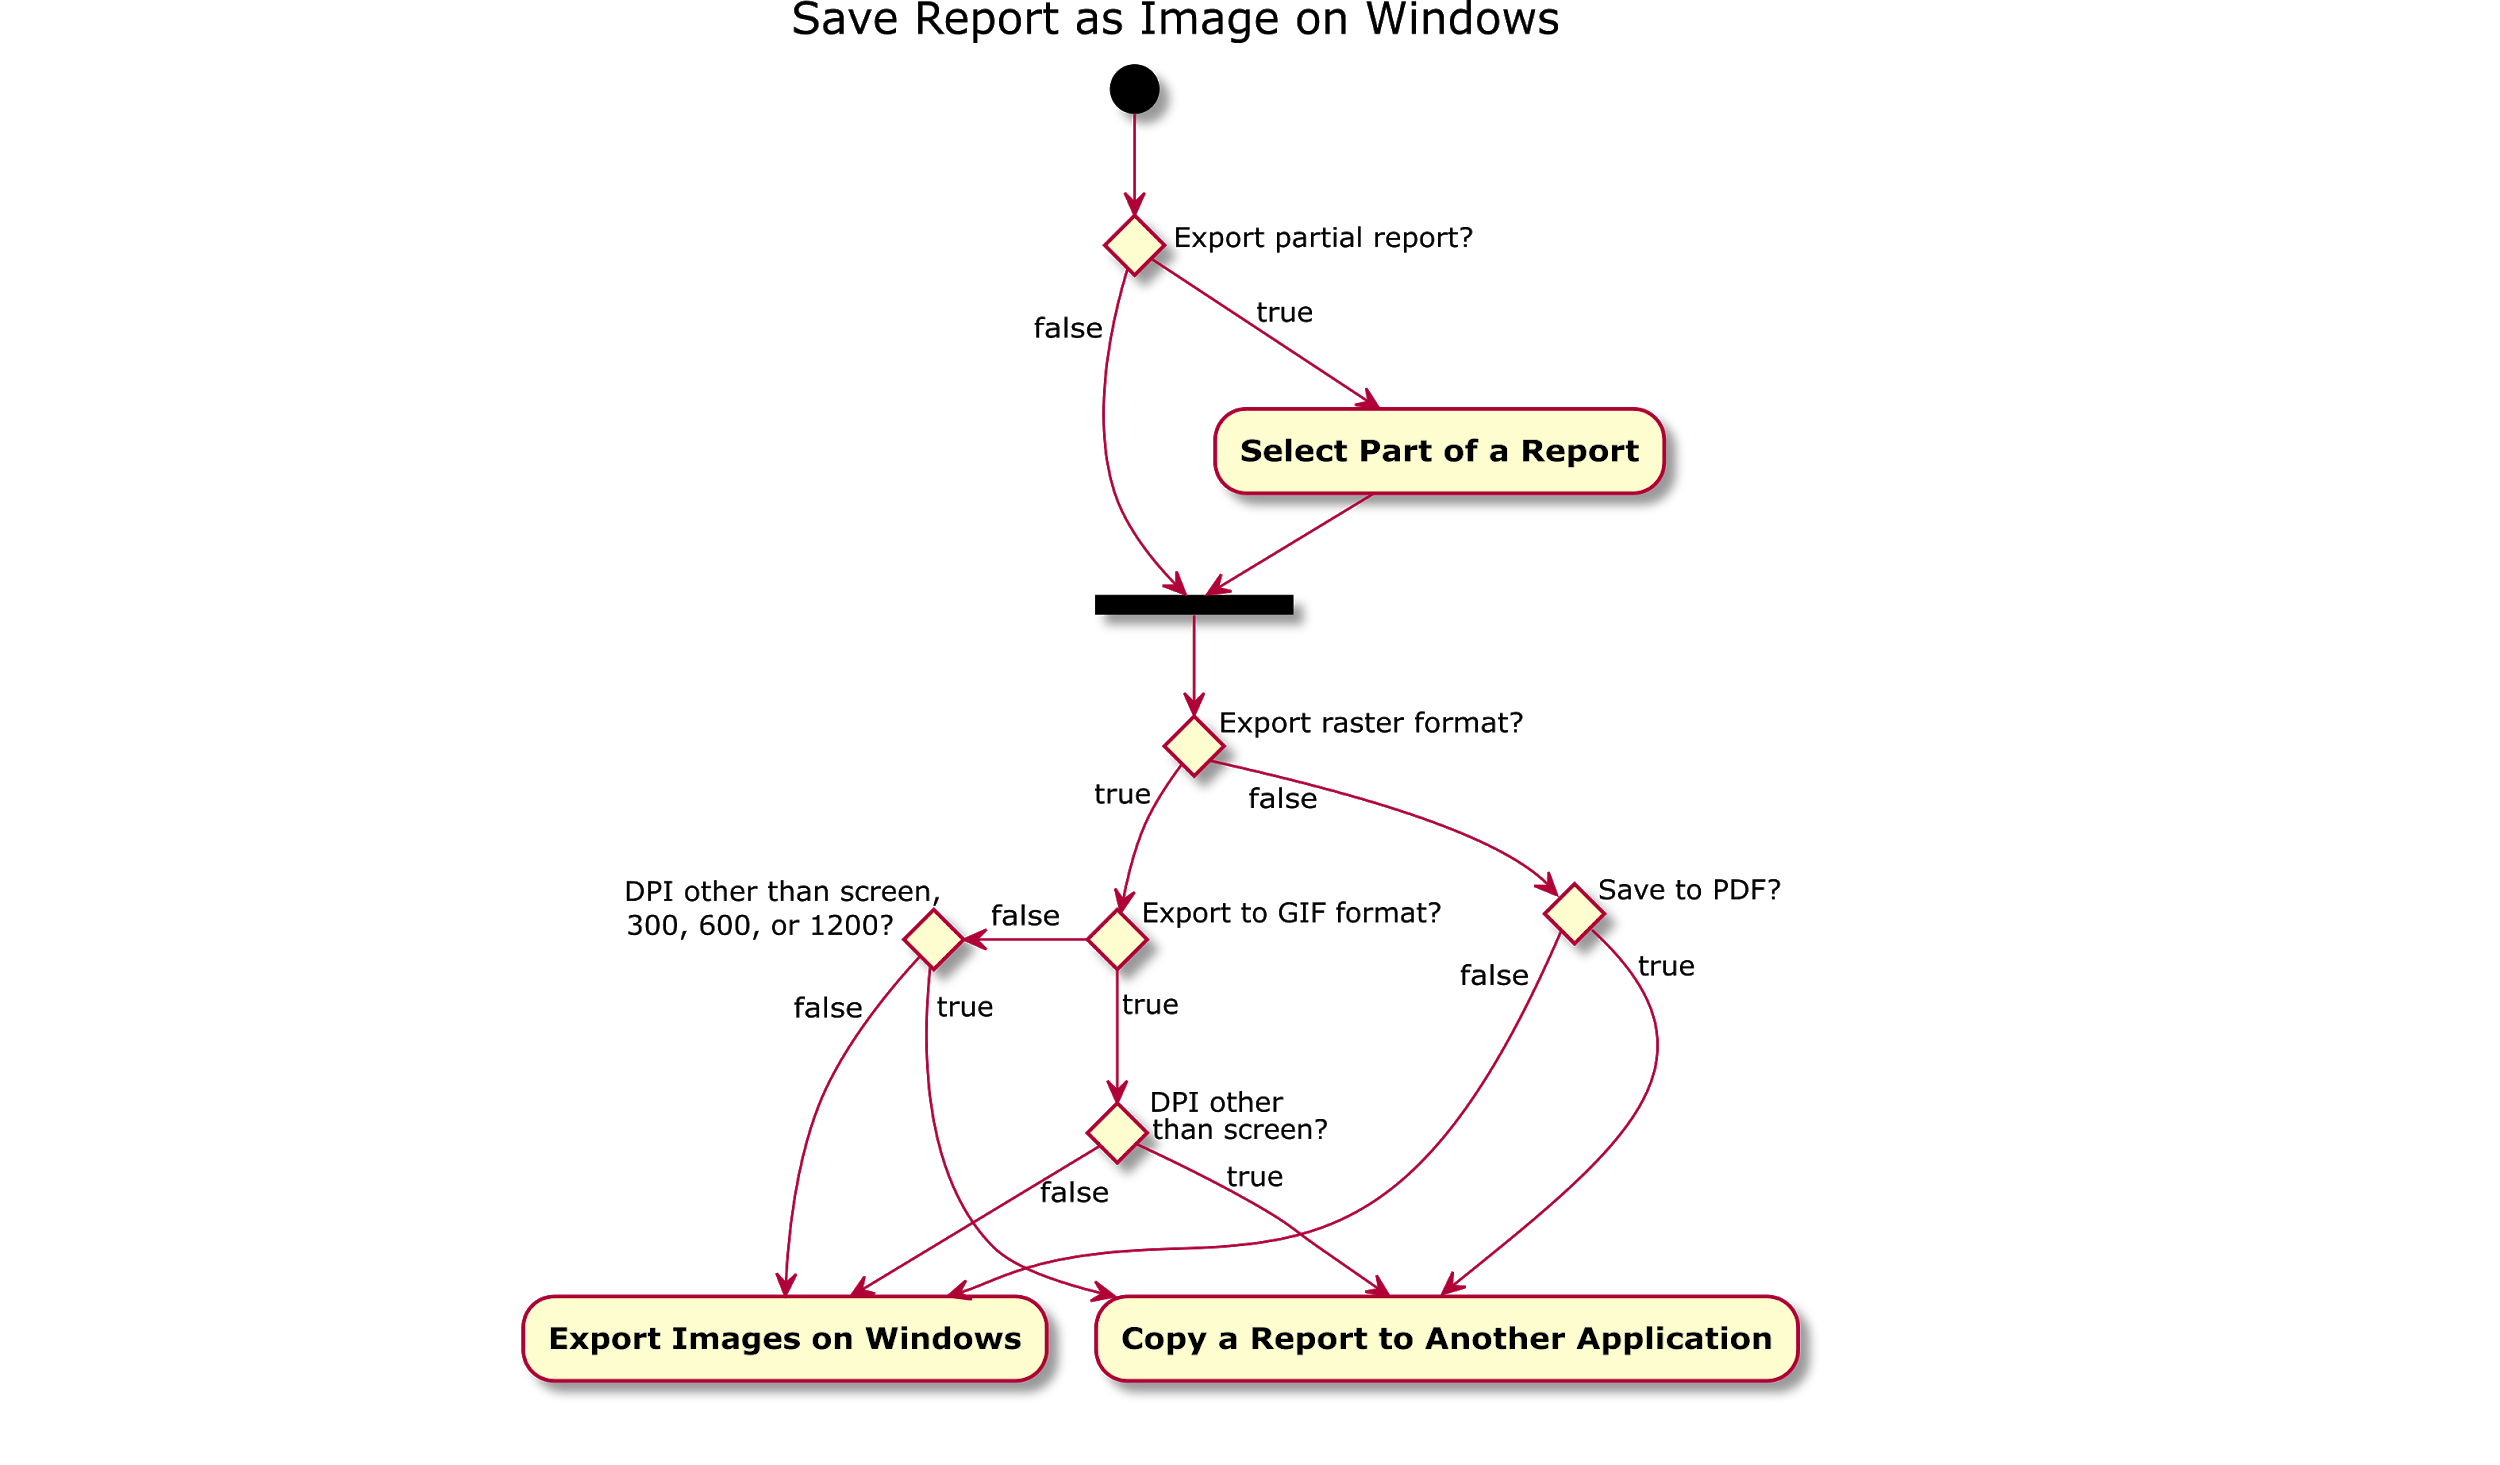 Save Report as Image on Windows
Export partial report?
true
false
Select Part of a Report
Export raster format?
true
false
DPI other than screen,
300, 600, or 1200?
false
Export to GIF format?
Save to PDF?
false
true
true
false
true
DPI other
than screen?
false
true
Export Images on Windows
Copy a Report to Another Application